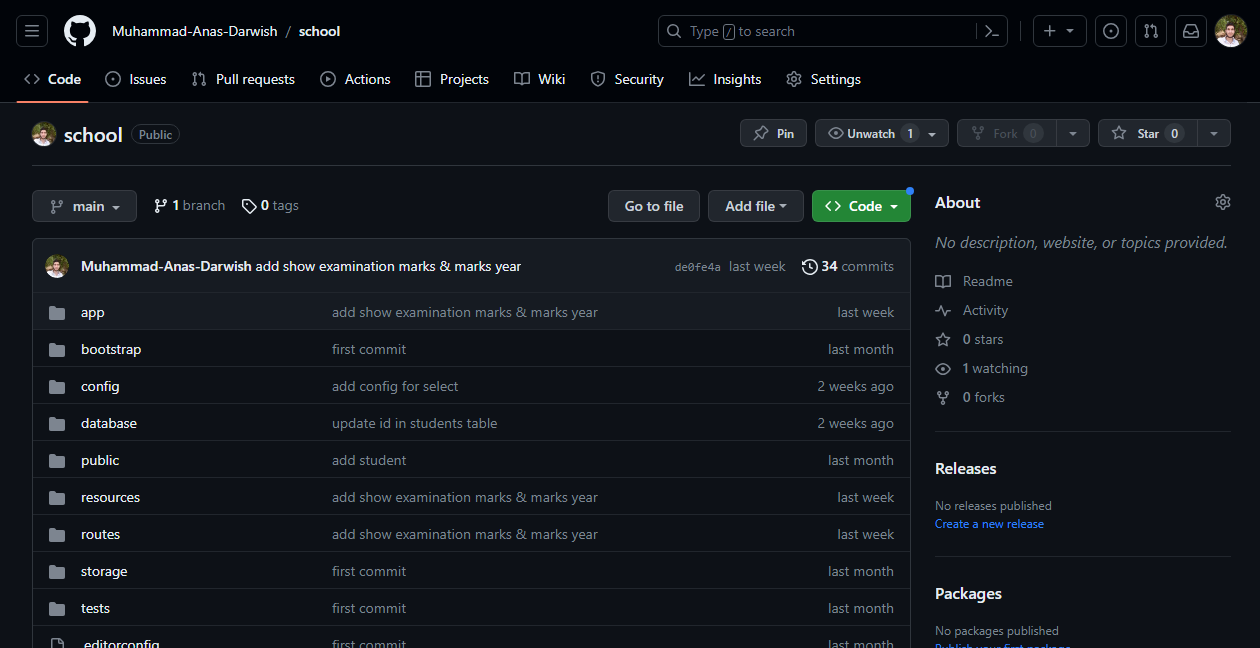 Muhammad-Anas-Darwish / school
Type / to search
Code Issues Pull requests Actions Projects Wiki Security Insights Settings
school Public
Pin Unwatch 1 Fork 0 Star 0
main 1 branch 0 tags
Go to file Add file Code
Muhammad-Anas-Darwish add show examination marks & marks year de0fe4a last week 34 commits
app add show examination marks & marks year last week
bootstrap first commit last month
config add config for select 2 weeks ago
database update id in students table 2 weeks ago
public add student last month
resources add show examination marks & marks year last week
routes add show examination marks & marks year last week
storage first commit last month
tests first commit last month
.editorconfig first commit last month
About
No description, website, or topics provided.
Readme
Activity
0 stars
1 watching
0 forks
Releases
No releases published
Create a new release
Packages
No packages published
Publish your first package